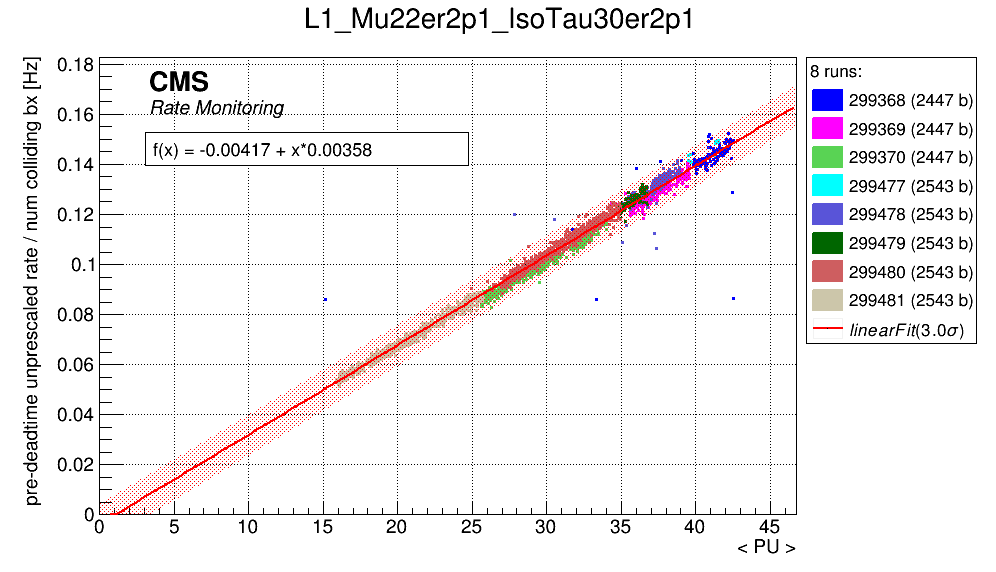 L1_Mu22er2p1_IsoTau30er2p1
pre-deadtime unprescaled rate / num colliding bx [Hz]
0.18
0.16
0.14
0.12
0.1
0.08
0.06
0.04
0.02
0
CMS
Rate Monitoring
f(x) = -0.00417 + x*0.00358
0 5 10 15 20 25 30 35 40 45
< PU >
8 runs:
299368 (2447 b)
299369 (2447 b)
299370 (2447 b)
299477 (2543 b)
299478 (2543 b)
299479 (2543 b)
299480 (2543 b)
299481 (2543 b)
linearFit(3.0σ)